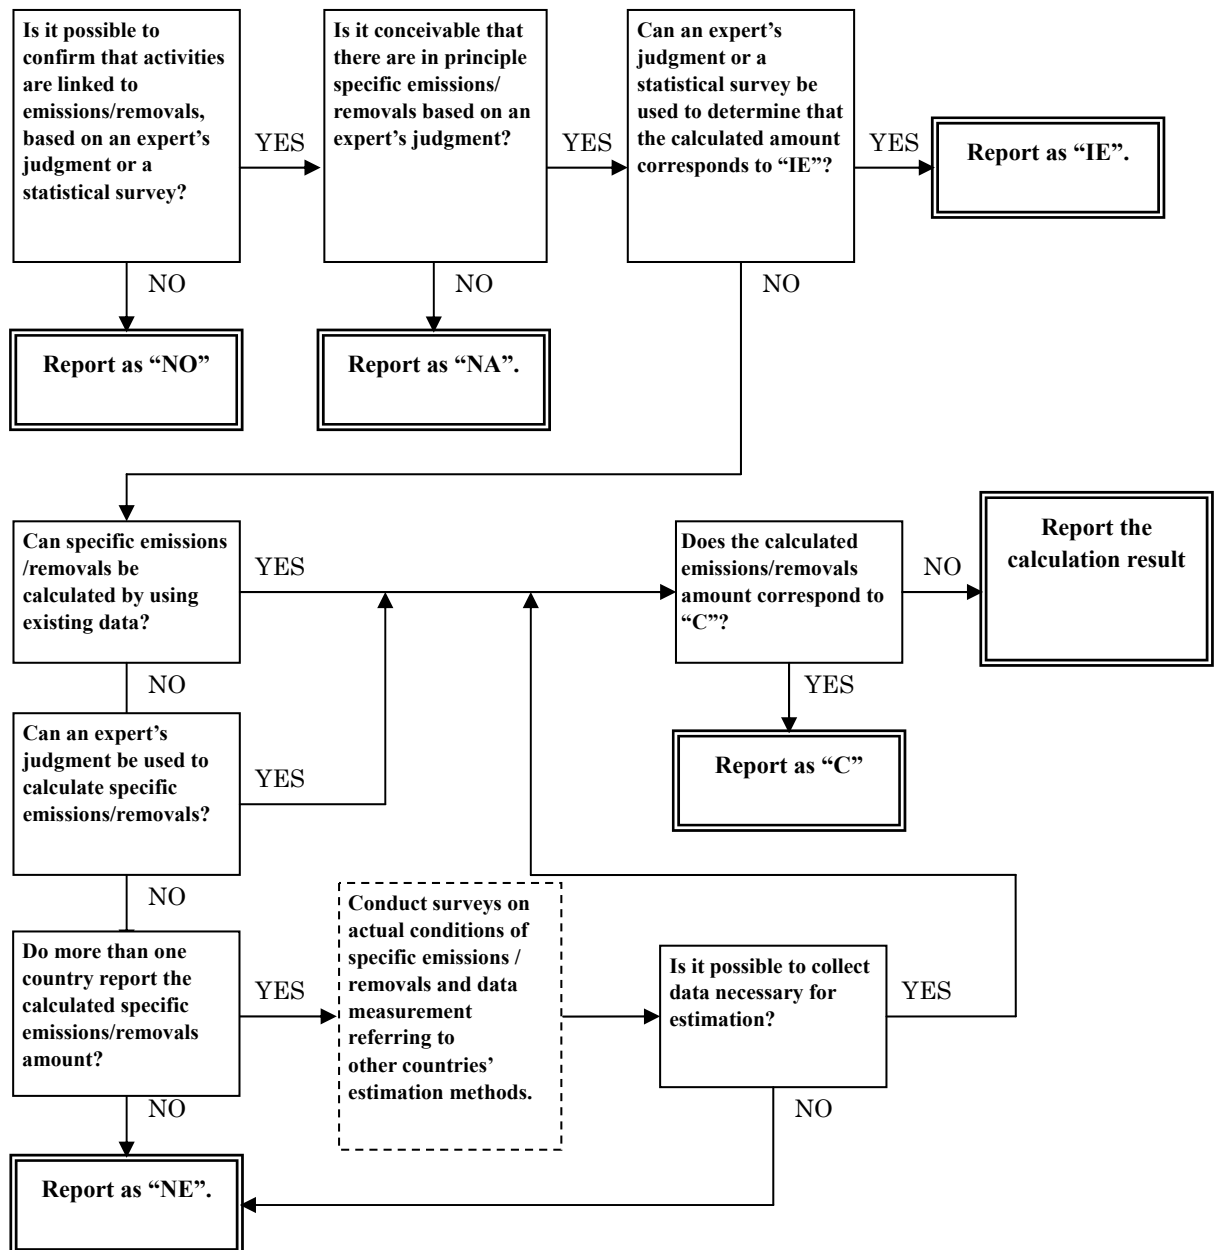 Is it possible to
confirm that activities
are linked to
emissions/removals,
based on an expert’s
judgment or a
statistical survey?
YES
Is it conceivable that
there are in principle
specific emissions/
removals based on an
expert’s judgment?
YES
Can an expert’s
judgment or a
statistical survey be
used to determine that
the calculated amount
corresponds to “IE”?
YES
Report as “IE”.
NO
NO
NO
Report as “NO”
Report as “NA”.
Can specific emissions
/removals be
calculated by using
existing data?
YES
Does the calculated
emissions/removals
amount correspond to
“C”?
NO
Report the
calculation result
NO
YES
Can an expert’s
judgment be used to
calculate specific
emissions/removals?
YES
Report as “C”
NO
Do more than one
country report the
calculated specific
emissions/removals
amount?
YES
Conduct surveys on
actual conditions of
specific emissions /
removals and data
measurement
referring to
other countries’
estimation methods.
Is it possible to collect
data necessary for
estimation?
YES
NO
NO
Report as “NE”.